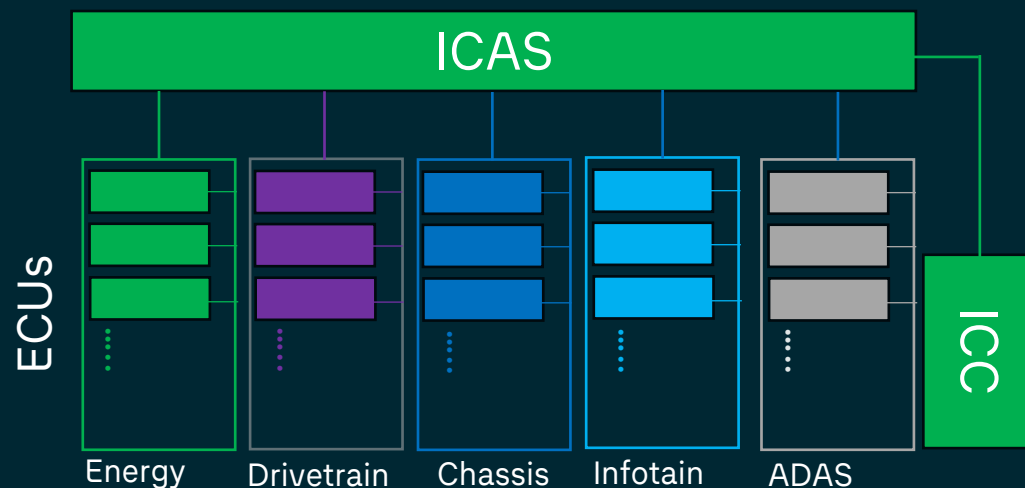 ICAS
ECUs
ICC
Energy
Drivetrain
Chassis
Infotain
ADAS